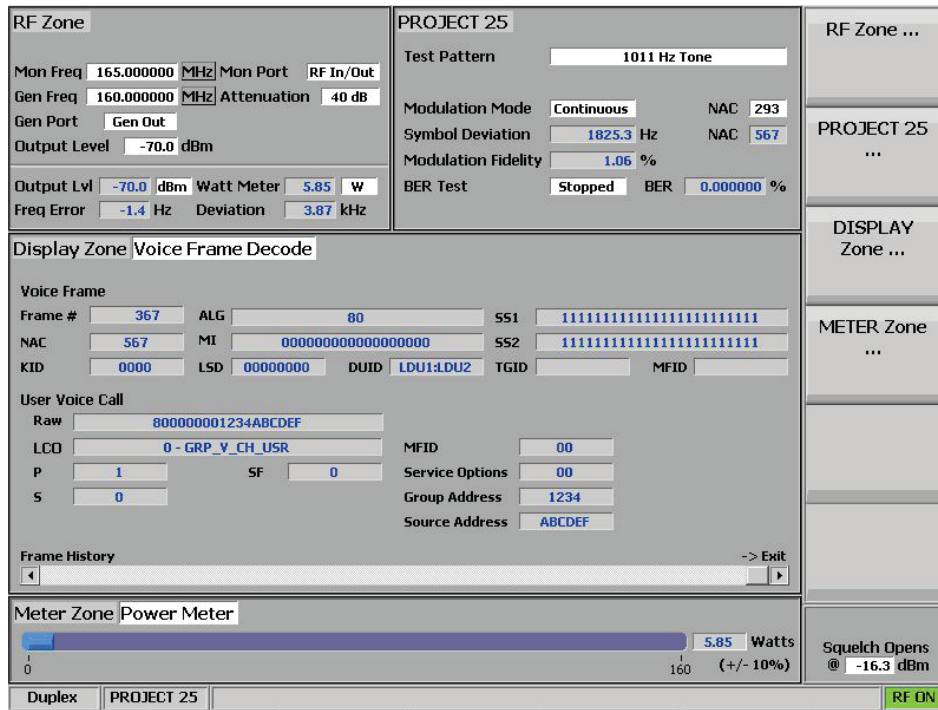 RF Zone
Mon Freq 165.000000 MHz Mon Port RF In/Out
Gen Freq 160.000000 MHz Attenuation 40 dB
Gen Port Gen Out
Output Level -70.0 dBm
Output Lvl -70.0 dBm Watt Meter 5.85 W
Freq Error -1.4 Hz Deviation 3.87 kHz
PROJECT 25
Test Pattern 1011 Hz Tone
Modulation Mode Continuous NAC 293
Symbol Deviation 1825.3 Hz NAC 567
Modulation Fidelity 1.06 %
BER Test Stopped BER 0.000000 %
Display Zone Voice Frame Decode
Voice Frame
Frame # 367 ALG 80 SS1 111111111111111111111111
NAC 567 MI 000000000000000000 SS2 111111111111111111111111
KID 0000 LSD 00000000 DUID LDU1:LDU2 TGID MFID
User Voice Call
Raw 800000001234ABCDEF
LCO 0 - GRP_V_CH_USR MFID 00
P 1 SF 0 Service Options 00
S 0 Group Address 1234
Source Address ABCDEF
Frame History -> Exit
Meter Zone Power Meter
5.85 Watts
0 160 (+/- 10%)
RF Zone ...
PROJECT 25
...
DISPLAY
Zone ...
METER Zone
...
Squelch Opens
@ -16.3 dBm
Duplex PROJECT 25 RF ON